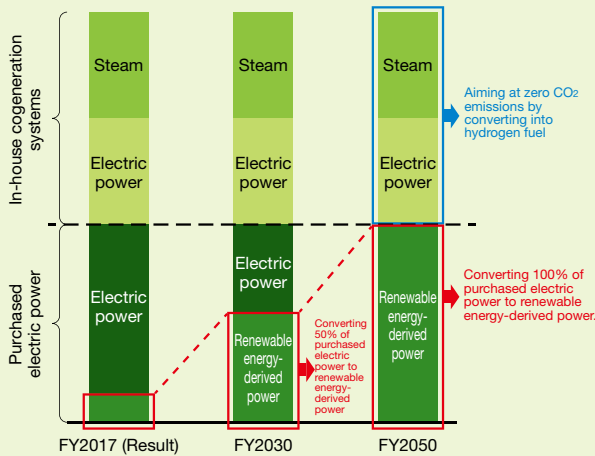 In-house cogeneration
systems
Purchased
electric power
Steam
Electric
power
Electric
power
Steam
Electric
power
Electric
power
Renewable
energy-
derived
power
Converting
50% of
purchased
electric
power to
renewable
energy-
derived
power
Steam
Electric
power
Renewable
energy-
derived
power
Aiming at zero CO2
emissions by
converting into
hydrogen fuel
Converting 100% of
purchased electric
power to renewable
energy-derived power.
FY2017 (Result)
FY2030
FY2050